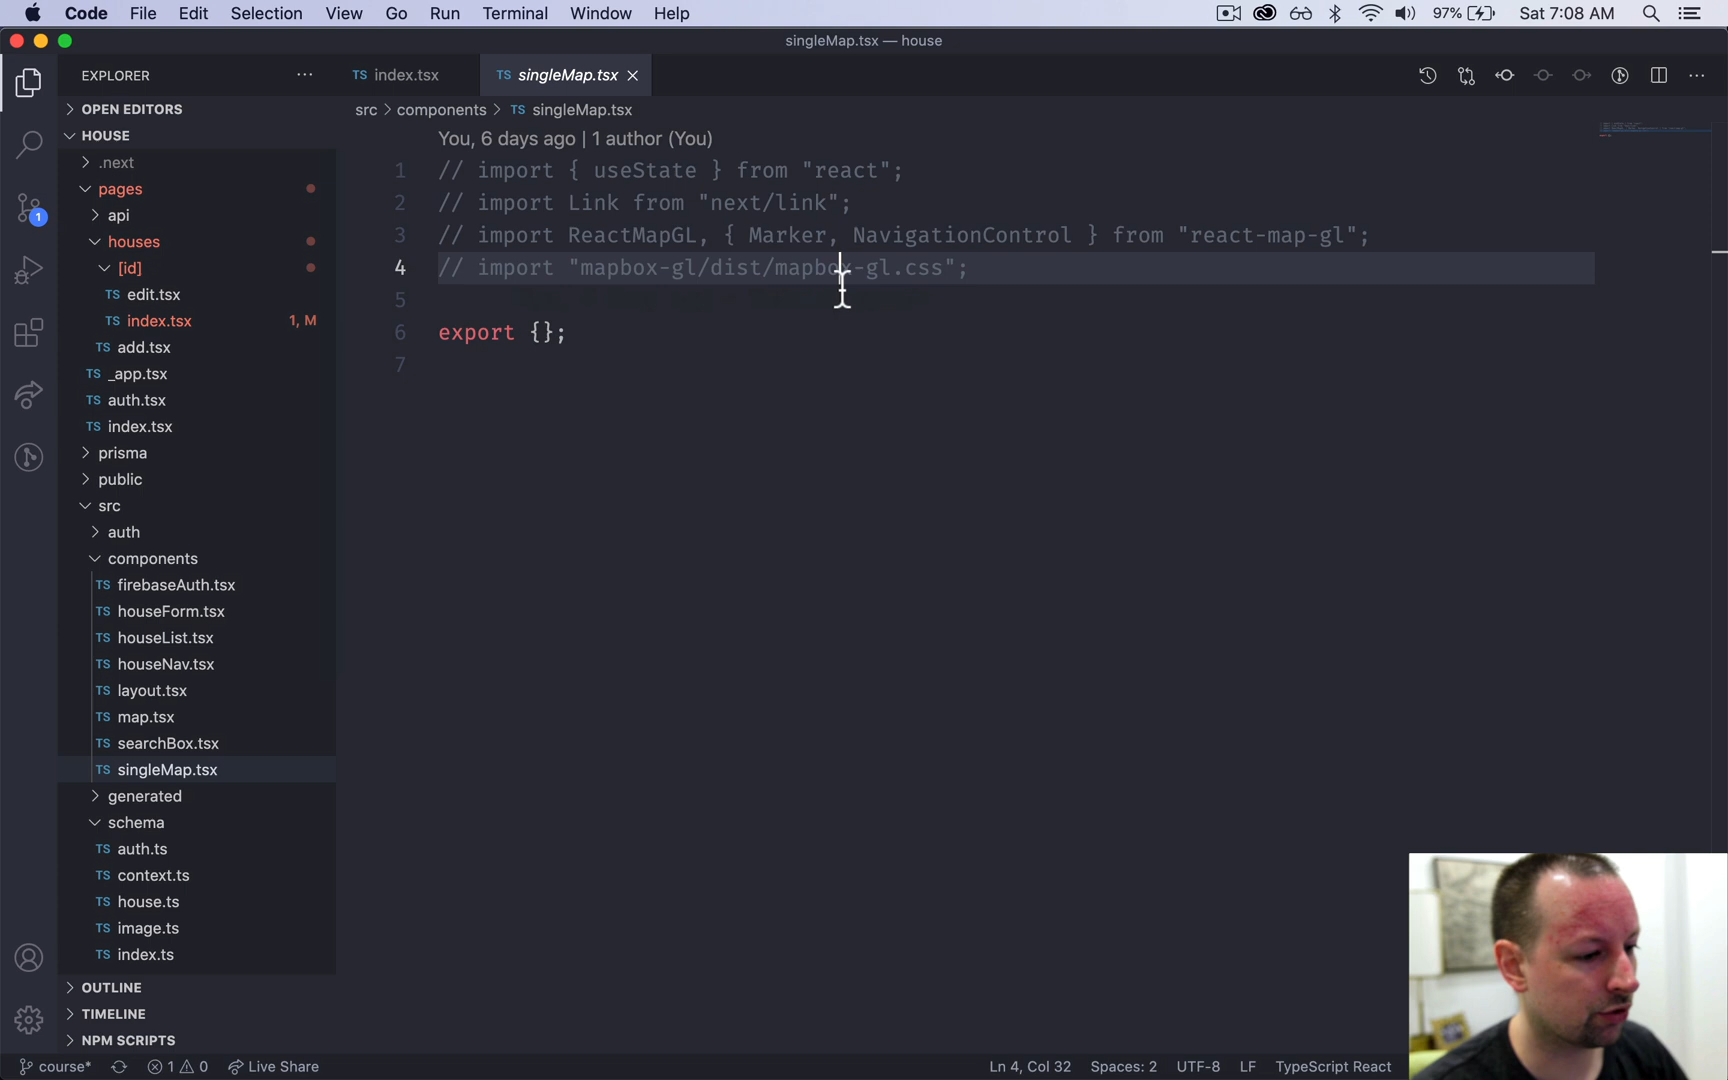 Code File Edit Selection View Go Run Terminal Window Help 97% Sat 7:08 AM
singleMap.tsx — house
EXPLORER
TS index.tsx
TS singleMap.tsx
OPEN EDITORS
src > components > TS singleMap.tsx
HOUSE
You, 6 days ago | 1 author (You)
.next
1 // import { useState } from "react";
pages
2 // import Link from "next/link";
api
3 // import ReactMapGL, { Marker, NavigationControl } from "react-map-gl";
houses
4 // import "mapbox-gl/dist/mapbox-gl.css";
[id]
5
TS edit.tsx
6 export {};
TS index.tsx 1, M
7
TS add.tsx
TS _app.tsx
TS auth.tsx
TS index.tsx
prisma
public
src
auth
components
TS firebaseAuth.tsx
TS houseForm.tsx
TS houseList.tsx
TS houseNav.tsx
TS layout.tsx
TS map.tsx
TS searchBox.tsx
TS singleMap.tsx
generated
schema
TS auth.ts
TS context.ts
TS house.ts
TS image.ts
TS index.ts
OUTLINE
TIMELINE
NPM SCRIPTS
1
course* 1 0 Live Share Ln 4, Col 32 Spaces: 2 UTF-8 LF TypeScript React